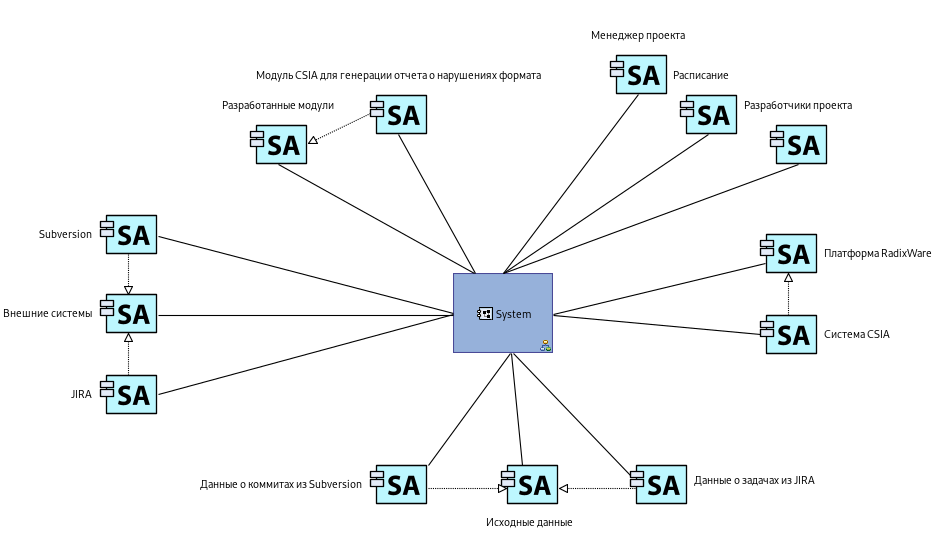 Менеджер проекта
SA
Расписание
Модуль CSIA для генерации отчета о нарушениях формата
SA
SA
Разработчики проекта
Разработанные модули
SA
SA
Subversion
SA
SA
Платформа RadixWare
Внешние системы
SA
System
SA
Система CSIA
JIRA
SA
Данные о коммитах из Subversion
SA
SA
SA
Данные о задачах из JIRA
Исходные данные